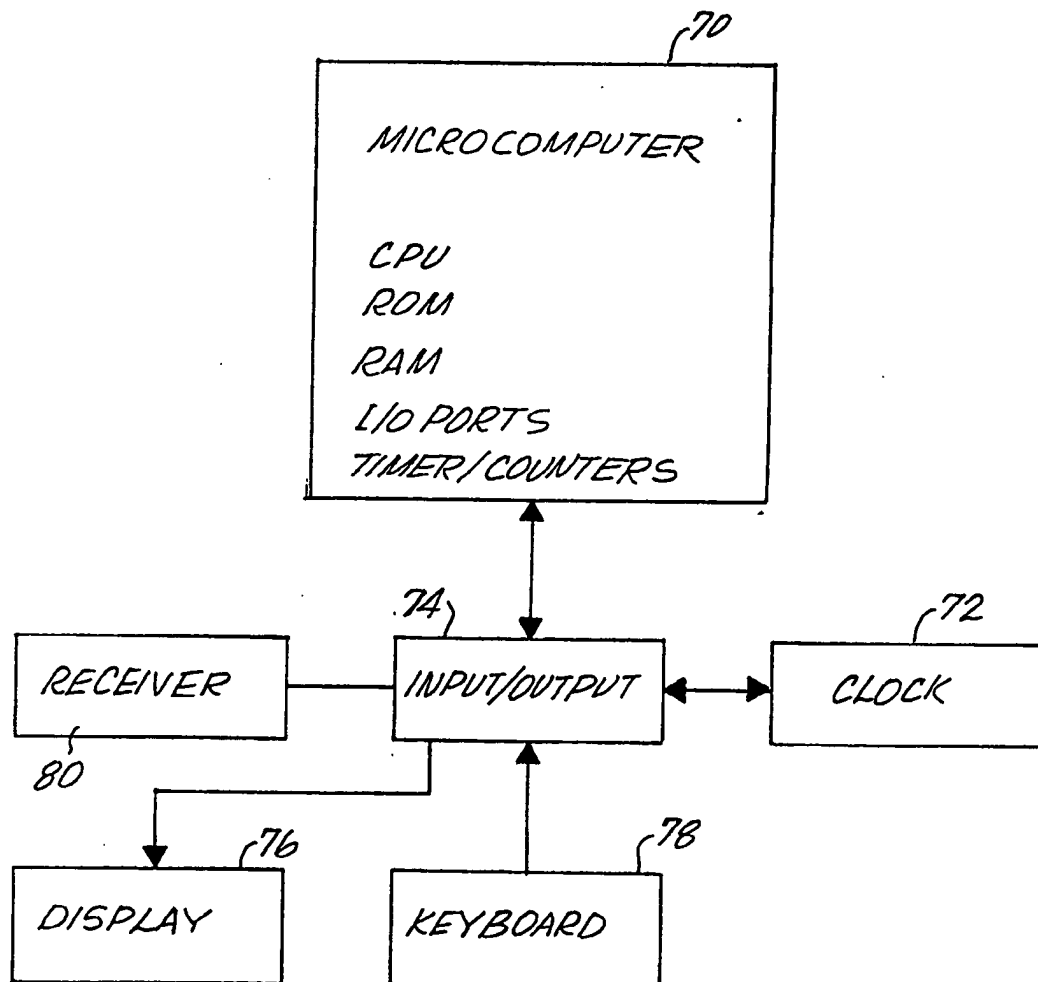 70
MICROCOMPUTER
CPU
ROM
RAM
I/O PORTS
TIMER/COUNTERS
74
72
RECEIVER
INPUT/OUTPUT
CLOCK
80
76
78
DISPLAY
KEYBOARD